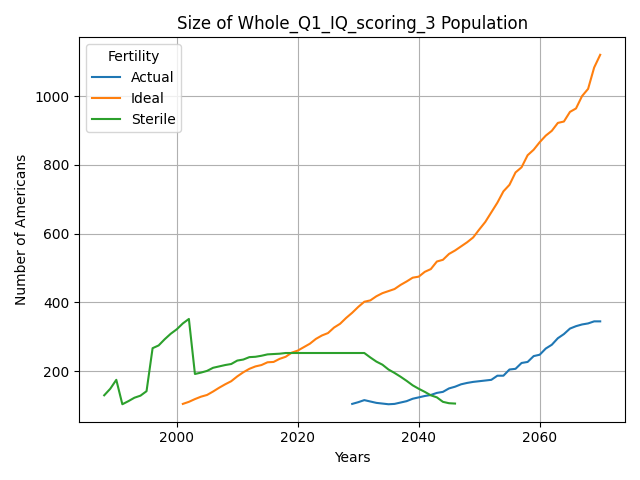 Size of Whole_Q1_IQ_scoring_3 Population
Fertility
Actual
Ideal
Sterile
Number of Americans
1000
800
600
400
200
2000
2020
2040
2060
Years